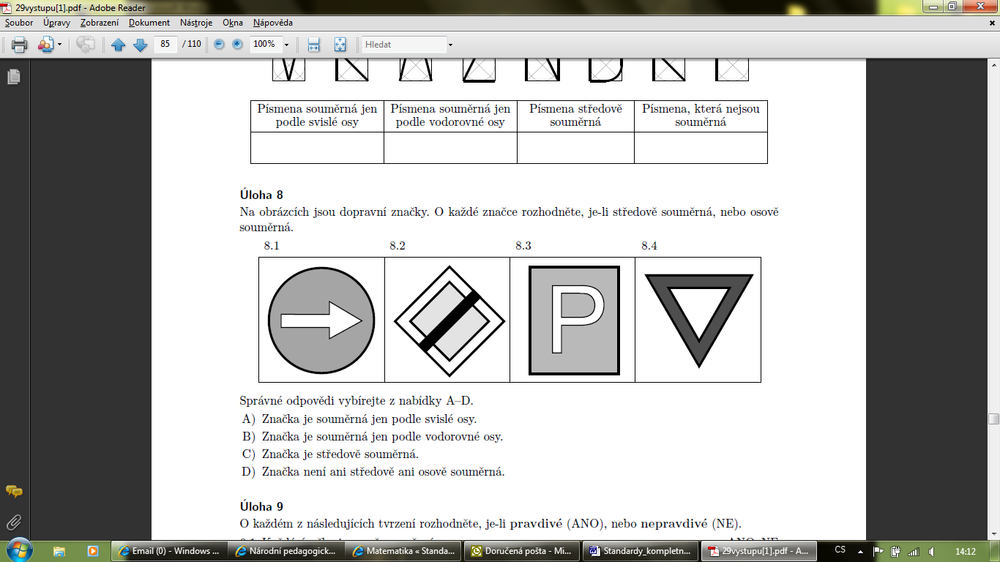 29vystupu[1].pdf - Adobe Reader
Soubor Úpravy Zobrazení Dokument Nástroje Okna Nápověda
85 / 110 100% Hledat
Písmena souměrná jen podle svislé osy
Písmena souměrná jen podle vodorovné osy
Písmena středově souměrná
Písmena, která nejsou souměrná
Úloha 8
Na obrázcích jsou dopravní značky. O každé značce rozhodněte, je-li středově souměrná, nebo osově
souměrná.
8.1 8.2 8.3 8.4
P
Správné odpovědi vybírejte z nabídky A–D.
A) Značka je souměrná jen podle svislé osy.
B) Značka je souměrná jen podle vodorovné osy.
C) Značka je středově souměrná.
D) Značka není ani středově ani osově souměrná.
Úloha 9
O každém z následujících tvrzení rozhodněte, je-li pravdivé (ANO), nebo nepravdivé (NE).
Email (0) - Windows ... Národní pedagogick... Matematika « Standa... Doručená pošta - Mi... Standardy_kompletn... 29vystupu[1].pdf - A... CS 14:12